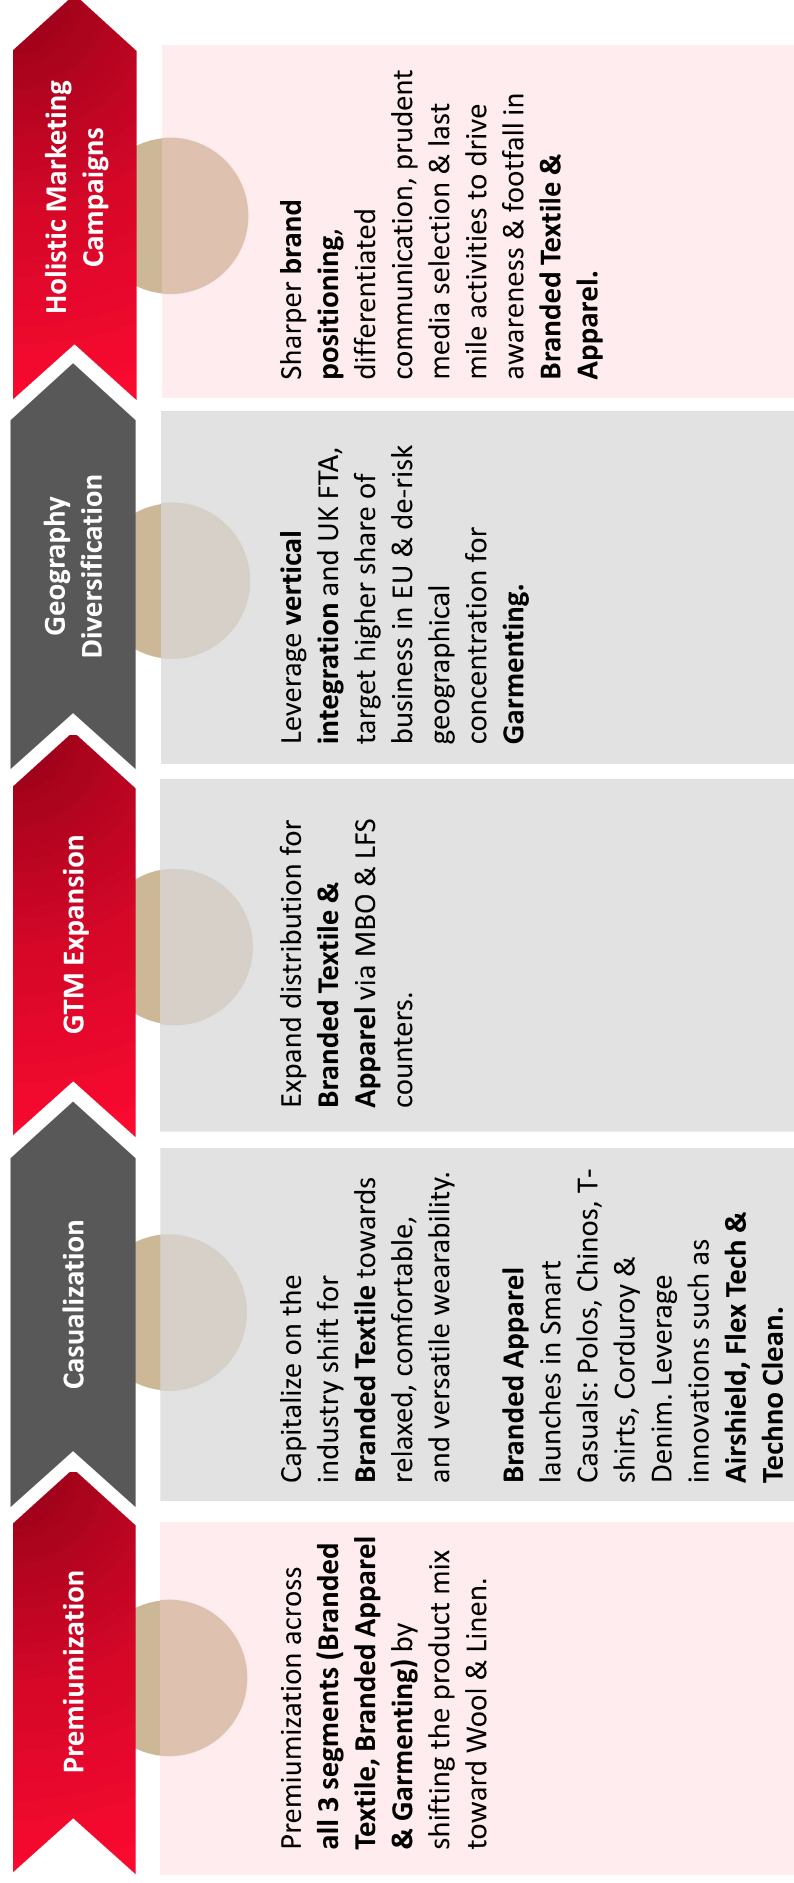 Premiumization
Premiumization across
all 3 segments (Branded
Textile, Branded Apparel
& Garmenting) by
shifting the product mix
toward Wool & Linen.
Casualization
Capitalize on the
industry shift for
Branded Textile towards
relaxed, comfortable,
and versatile wearability.
Branded Apparel
launches in Smart
Casuals: Polos, Chinos, T-
shirts, Corduroy &
Denim. Leverage
innovations such as
Airshield, Flex Tech &
Techno Clean.
GTM Expansion
Expand distribution for
Branded Textile &
Apparel via MBO & LFS
counters.
Geography
Diversification
Leverage vertical
integration and UK FTA,
target higher share of
business in EU & de-risk
geographical
concentration for
Garmenting.
Holistic Marketing
Campaigns
Sharper brand
positioning,
differentiated
communication, prudent
media selection & last
mile activities to drive
awareness & footfall in
Branded Textile &
Apparel.